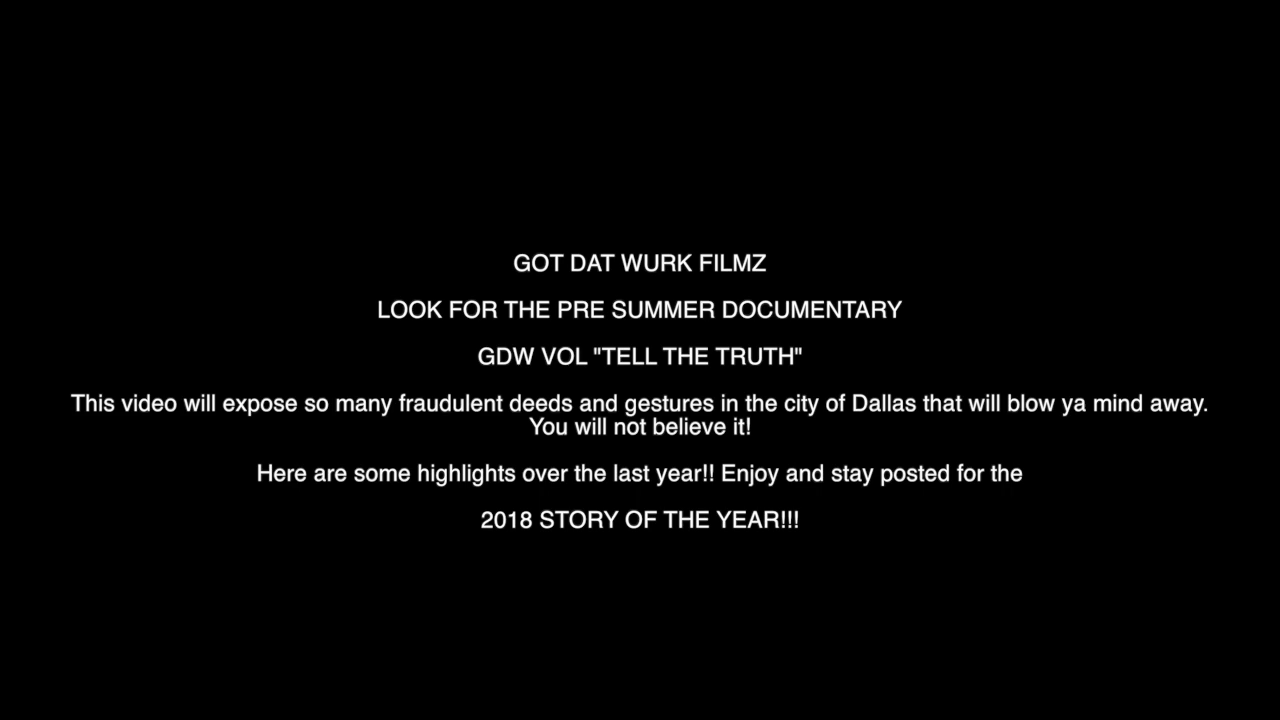 GOT DAT WURK FILMZ
LOOK FOR THE PRE SUMMER DOCUMENTARY
GDW VOL "TELL THE TRUTH"
This video will expose so many fraudulent deeds and gestures in the city of Dallas that will blow ya mind away.
You will not believe it!
Here are some highlights over the last year!! Enjoy and stay posted for the
2018 STORY OF THE YEAR!!!